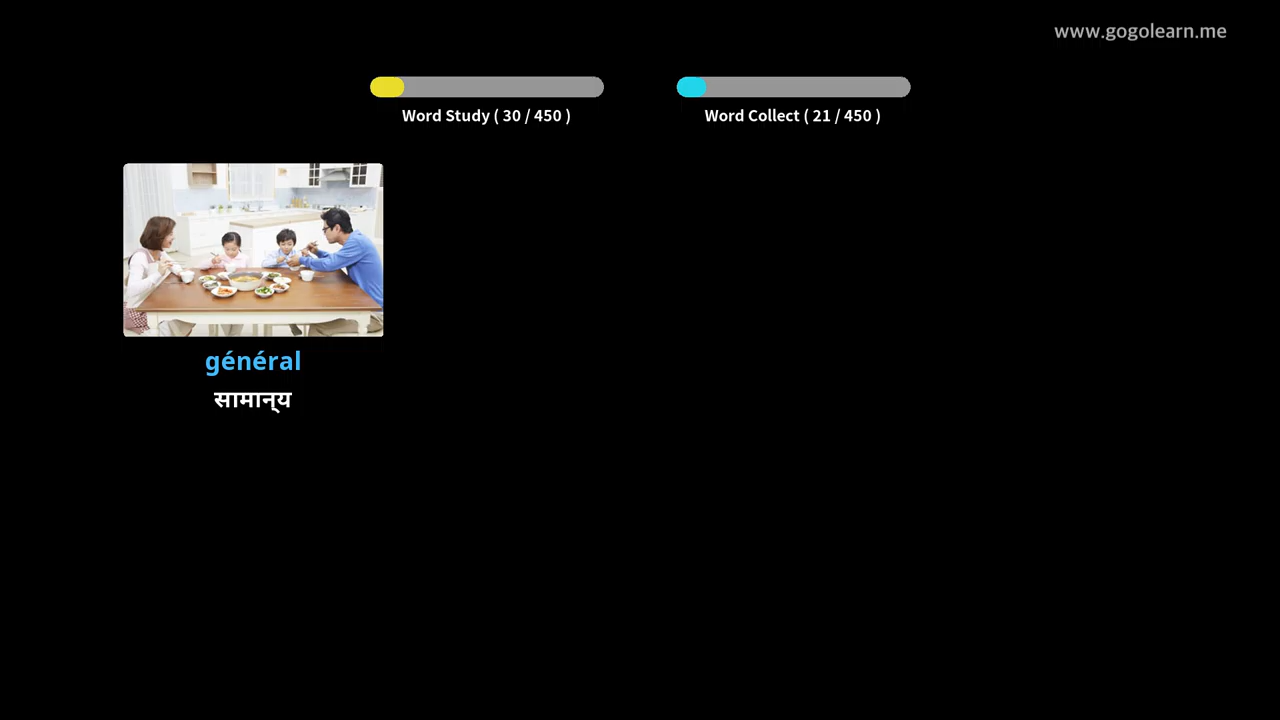 www.gogolearn.me
Word Study ( 30 / 450 )
Word Collect ( 21 / 450 )
général
सामान्य